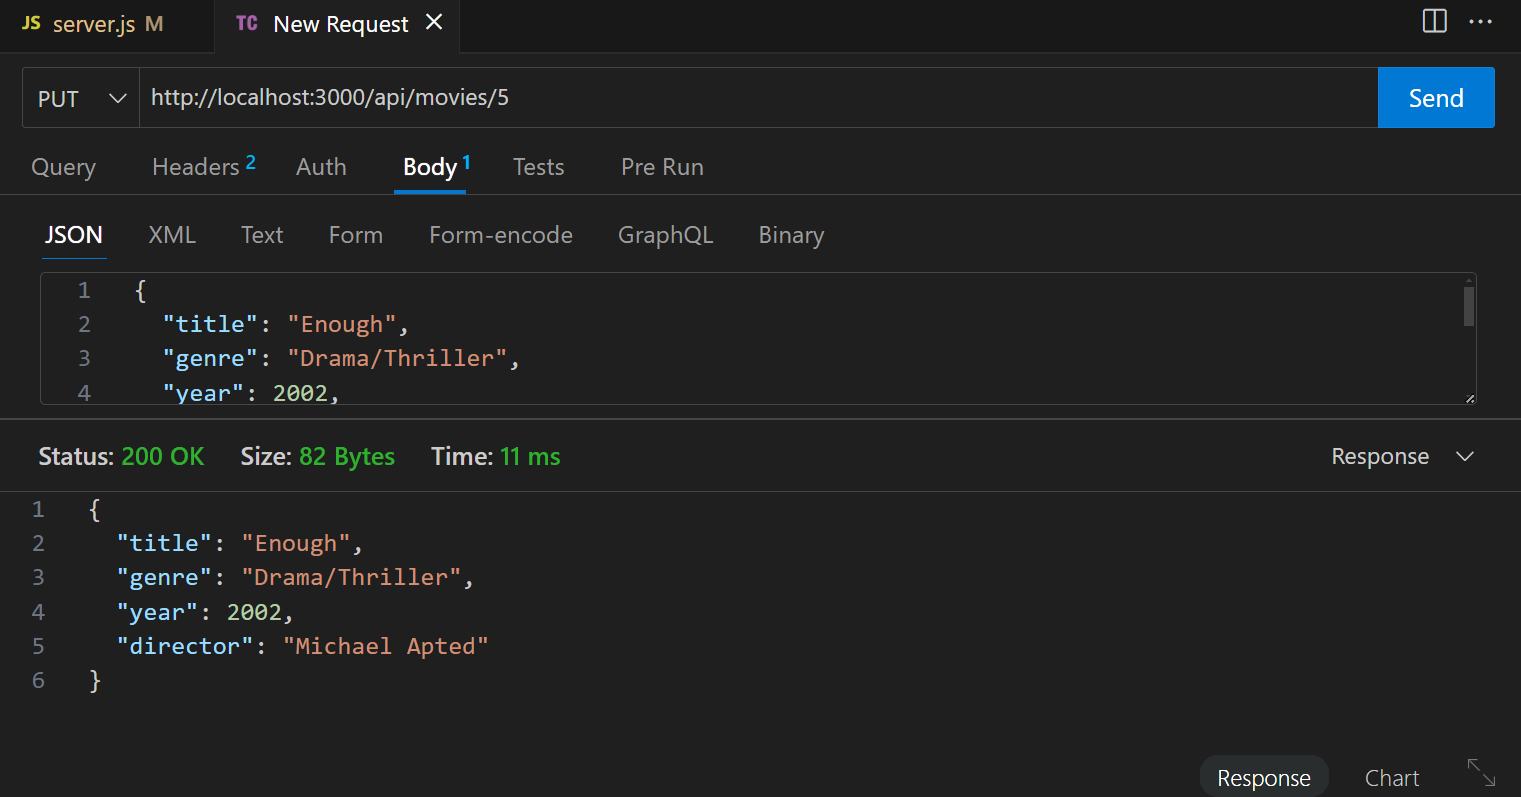 JS server.js M TC New Request
PUT http://localhost:3000/api/movies/5 Send
Query Headers 2 Auth Body 1 Tests Pre Run
JSON XML Text Form Form-encode GraphQL Binary
1 {
2 "title": "Enough",
3 "genre": "Drama/Thriller",
4 "year": 2002,
Status: 200 OK Size: 82 Bytes Time: 11 ms Response
1 {
2 "title": "Enough",
3 "genre": "Drama/Thriller",
4 "year": 2002,
5 "director": "Michael Apted"
6 }
Response Chart